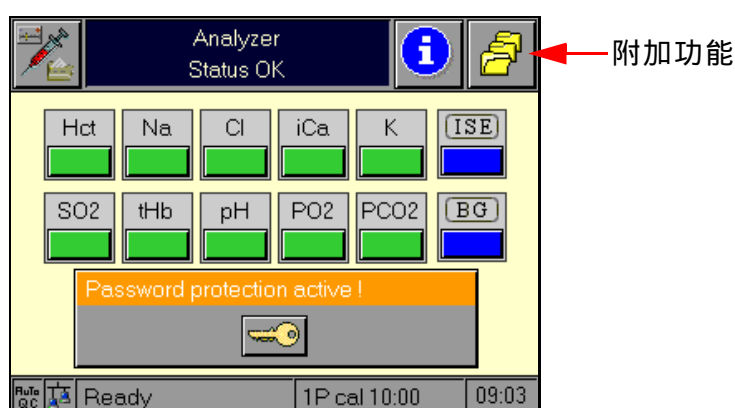 Analyzer
Status OK
i
附加功能
Hct Na Cl iCa K ISE
SO2 tHb pH PO2 PCO2 BG
Password protection active !
AuTo
QC
Ready 1P cal 10:00 09:03